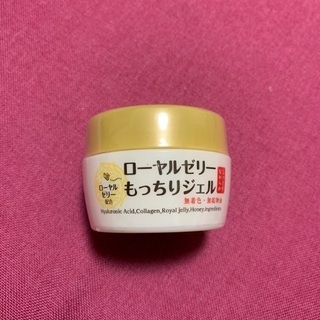 ローヤルゼリー
もっちりジェル
無着色・無鉱物油
Hyaluronic Acid,Collagen,Royal jelly,Honey,Ingredients
ローヤル
ゼリー
配合